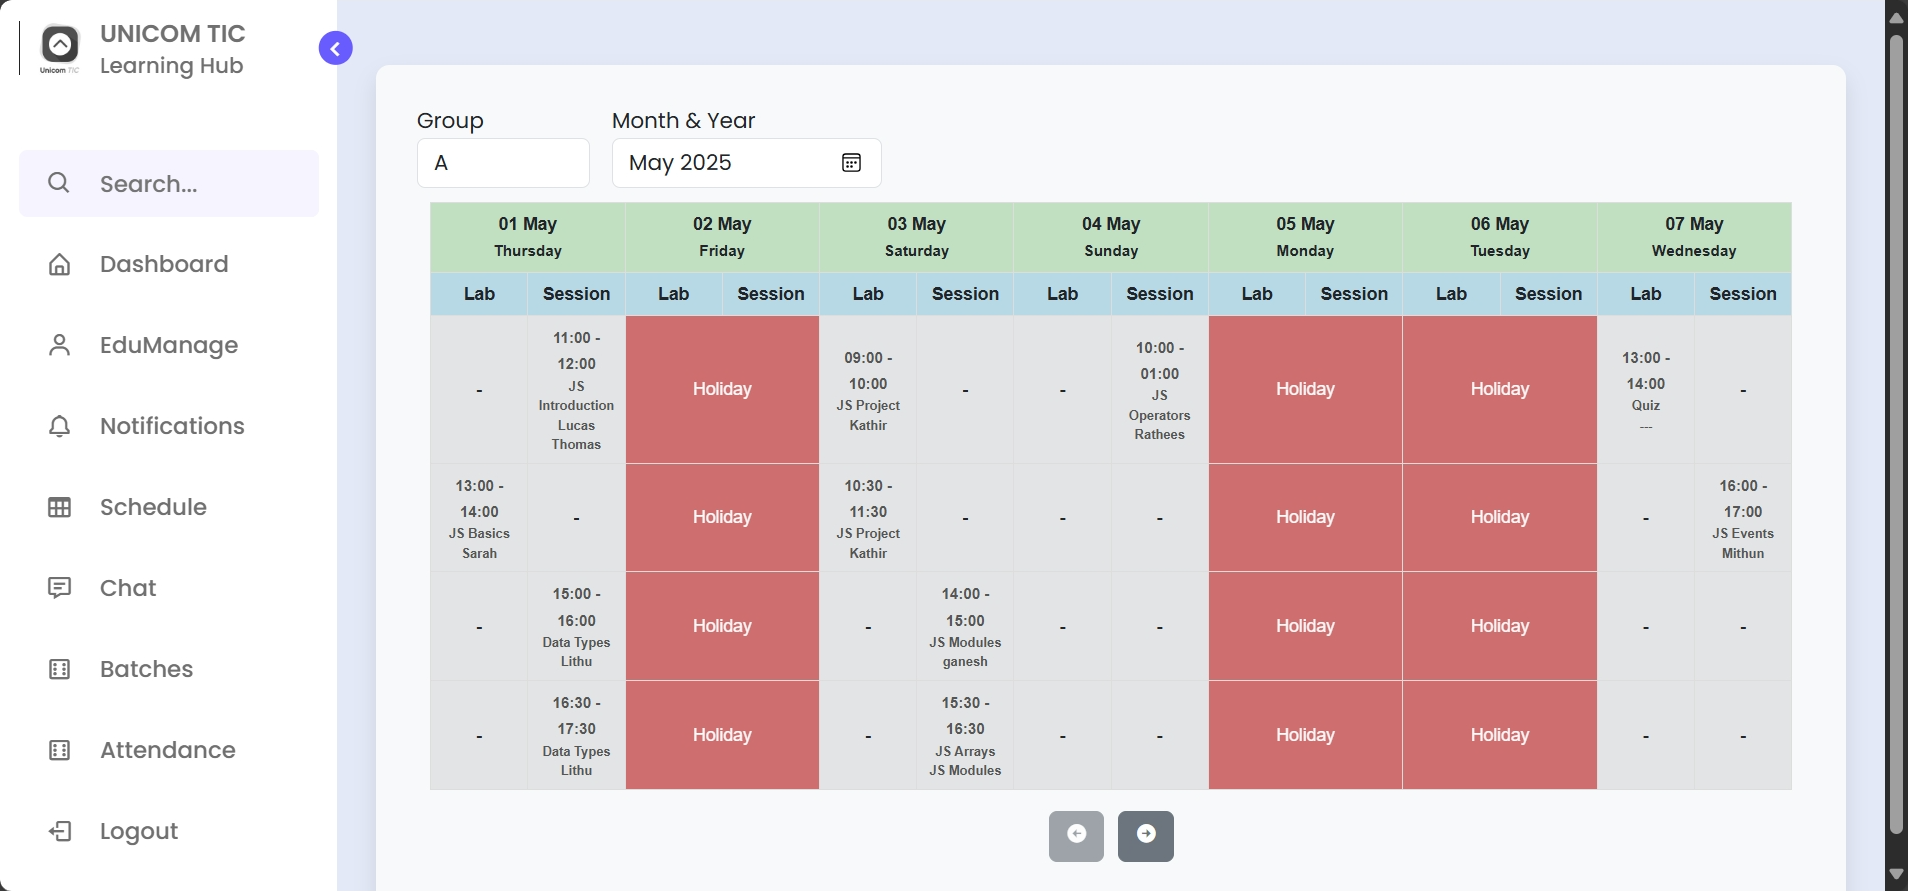 UNICOM TIC
Learning Hub
Unicom TIC
Search...
Dashboard
EduManage
Notifications
Schedule
Chat
Batches
Attendance
Logout
Group
Month & Year
A
May 2025
01 May
Thursday
02 May
Friday
03 May
Saturday
04 May
Sunday
05 May
Monday
06 May
Tuesday
07 May
Wednesday
Lab Session Lab Session Lab Session Lab Session Lab Session Lab Session Lab Session
-
11:00 -
12:00
JS
Introduction
Lucas
Thomas
Holiday
09:00 -
10:00
JS Project
Kathir
-
-
10:00 -
01:00
JS
Operators
Rathees
Holiday
Holiday
13:00 -
14:00
Quiz
---
-
13:00 -
14:00
JS Basics
Sarah
-
Holiday
10:30 -
11:30
JS Project
Kathir
-
-
-
Holiday
Holiday
-
16:00 -
17:00
JS Events
Mithun
-
15:00 -
16:00
Data Types
Lithu
Holiday
-
14:00 -
15:00
JS Modules
ganesh
-
-
Holiday
Holiday
-
-
-
16:30 -
17:30
Data Types
Lithu
Holiday
-
15:30 -
16:30
JS Arrays
JS Modules
-
-
Holiday
Holiday
-
-